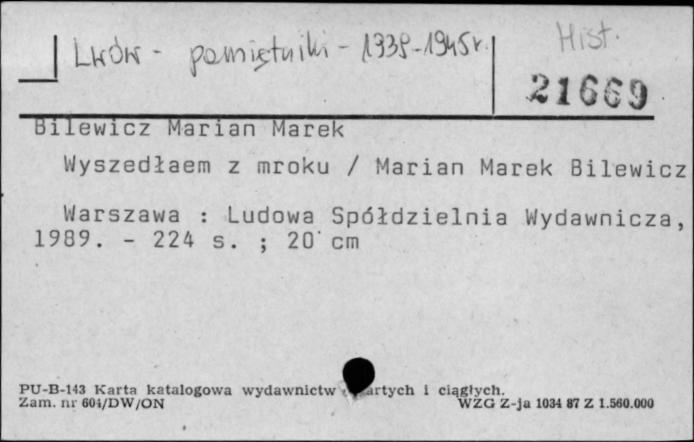 Lwów - pamiętniki - 1939-1945r.
Hist.
21669
Bilewicz Marian Marek
Wyszedłaem z mroku / Marian Marek Bilewicz
Warszawa : Ludowa Spółdzielnia Wydawnicza,
1989. - 224 s. ; 20 cm
PU-B-143 Karta katalogowa wydawnictw artych i ciągłych.
Zam. nr 604/DW/ON
WZG Z-ja 1034 87 Z 1.560.000